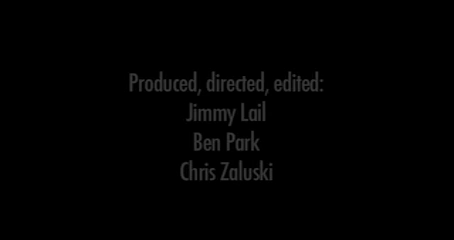 Produced, directed, edited:
Jimmy Lail
Ben Park
Chris Zaluski